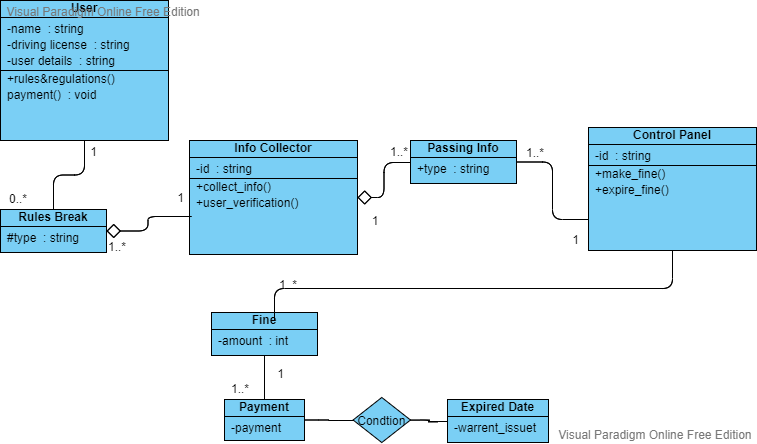 User
Visual Paradigm Online Free Edition
-name : string
-driving license : string
-user details : string
+rules&regulations()
payment() : void
1
0..*
Rules Break
#type : string
1..*
1
Info Collector
-id : string
+collect_info()
+user_verification()
1
1..*
Passing Info
+type : string
1..*
1
Control Panel
-id : string
+make_fine()
+expire_fine()
1..*
Fine
-amount : int
1
1..*
Payment
-payment
Condtion
Expired Date
-warrent_issuet
Visual Paradigm Online Free Edition